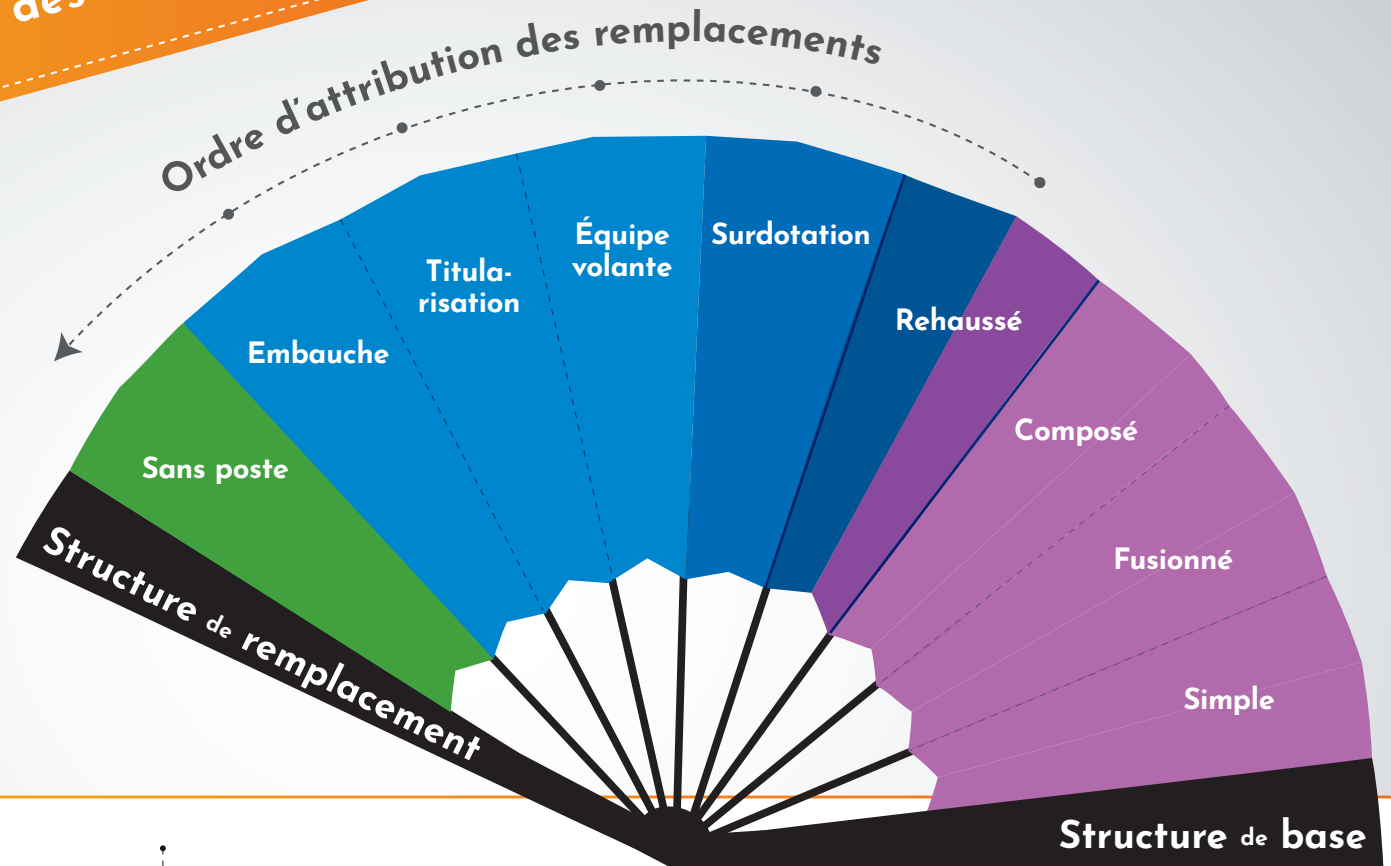 des
Ordre d'attribution des remplacements
Équipe
volante
Surdotation
Titula-
risation
Rehaussé
Embauche
Composé
Sans poste
Fusionné
Structure de remplacement
Simple
Structure de base